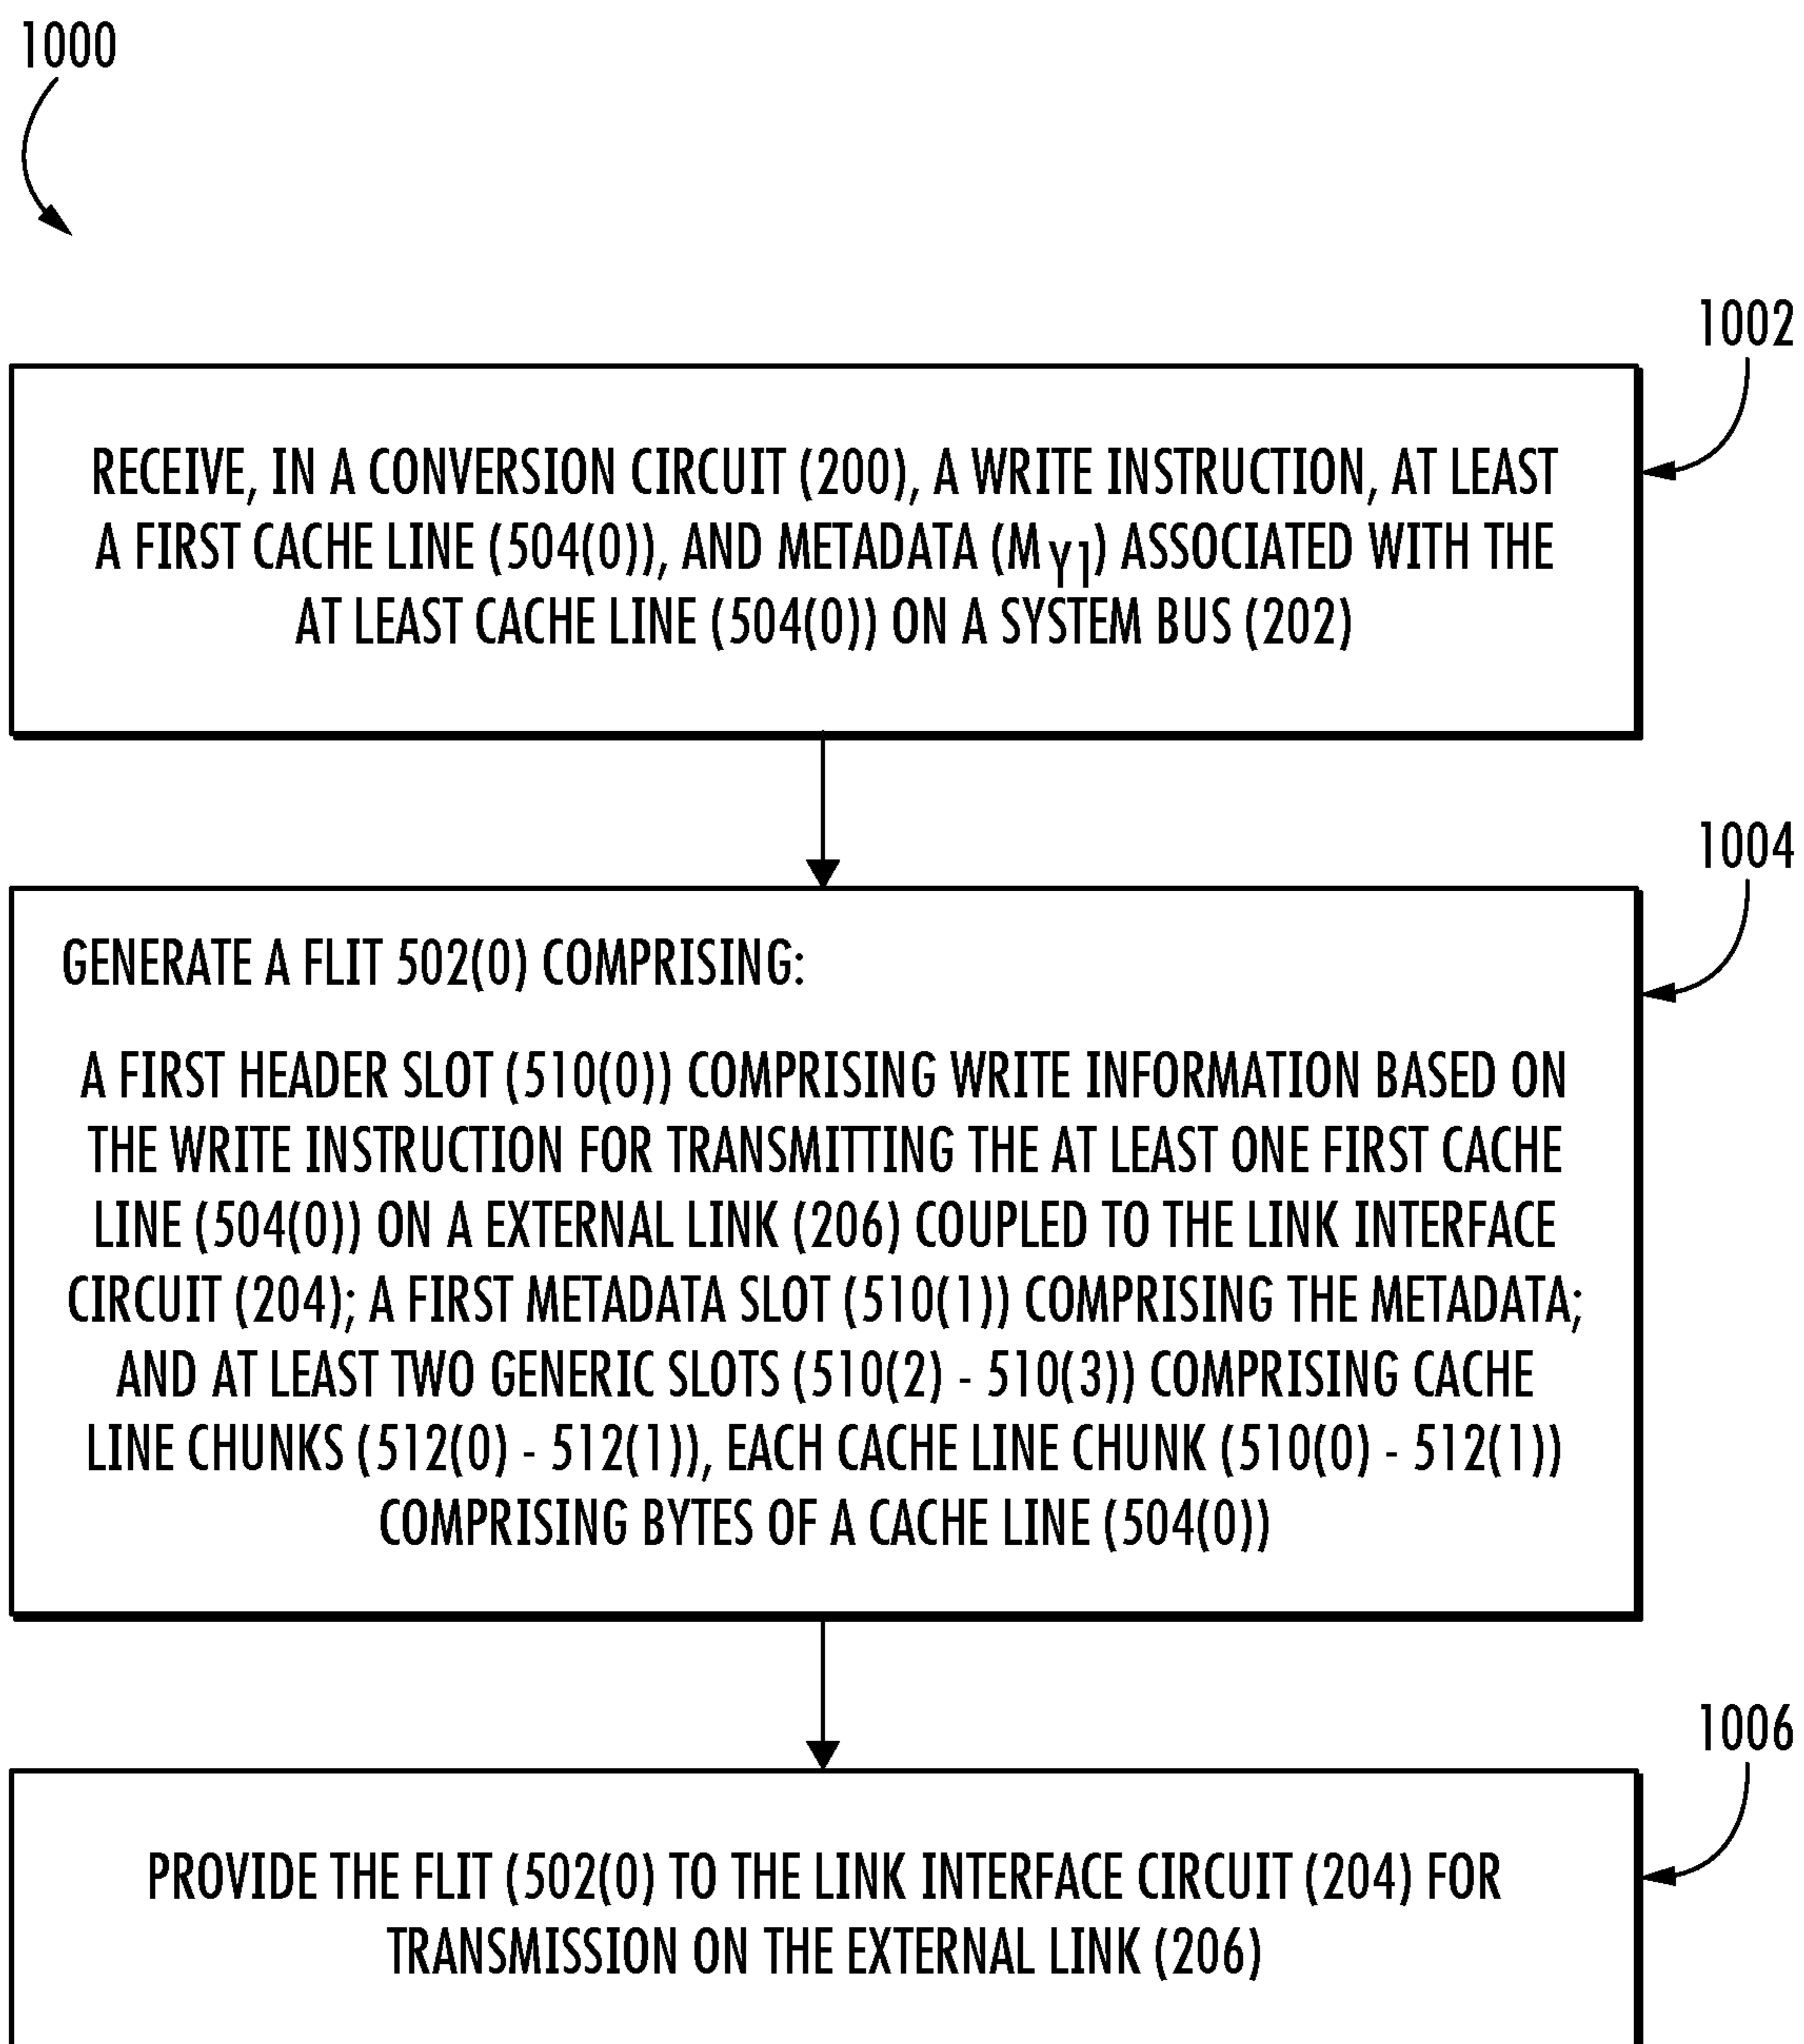 1000
1002
RECEIVE, IN A CONVERSION CIRCUIT (200), A WRITE INSTRUCTION, AT LEAST
A FIRST CACHE LINE (504(0)), AND METADATA (MY1) ASSOCIATED WITH THE
AT LEAST CACHE LINE (504(0)) ON A SYSTEM BUS (202)
1004
GENERATE A FLIT 502(0) COMPRISING:
A FIRST HEADER SLOT (510(0)) COMPRISING WRITE INFORMATION BASED ON
THE WRITE INSTRUCTION FOR TRANSMITTING THE AT LEAST ONE FIRST CACHE
LINE (504(0)) ON A EXTERNAL LINK (206) COUPLED TO THE LINK INTERFACE
CIRCUIT (204); A FIRST METADATA SLOT (510(1)) COMPRISING THE METADATA;
AND AT LEAST TWO GENERIC SLOTS (510(2) - 510(3)) COMPRISING CACHE
LINE CHUNKS (512(0) - 512(1)), EACH CACHE LINE CHUNK (510(0) - 512(1))
COMPRISING BYTES OF A CACHE LINE (504(0))
1006
PROVIDE THE FLIT (502(0) TO THE LINK INTERFACE CIRCUIT (204) FOR
TRANSMISSION ON THE EXTERNAL LINK (206)